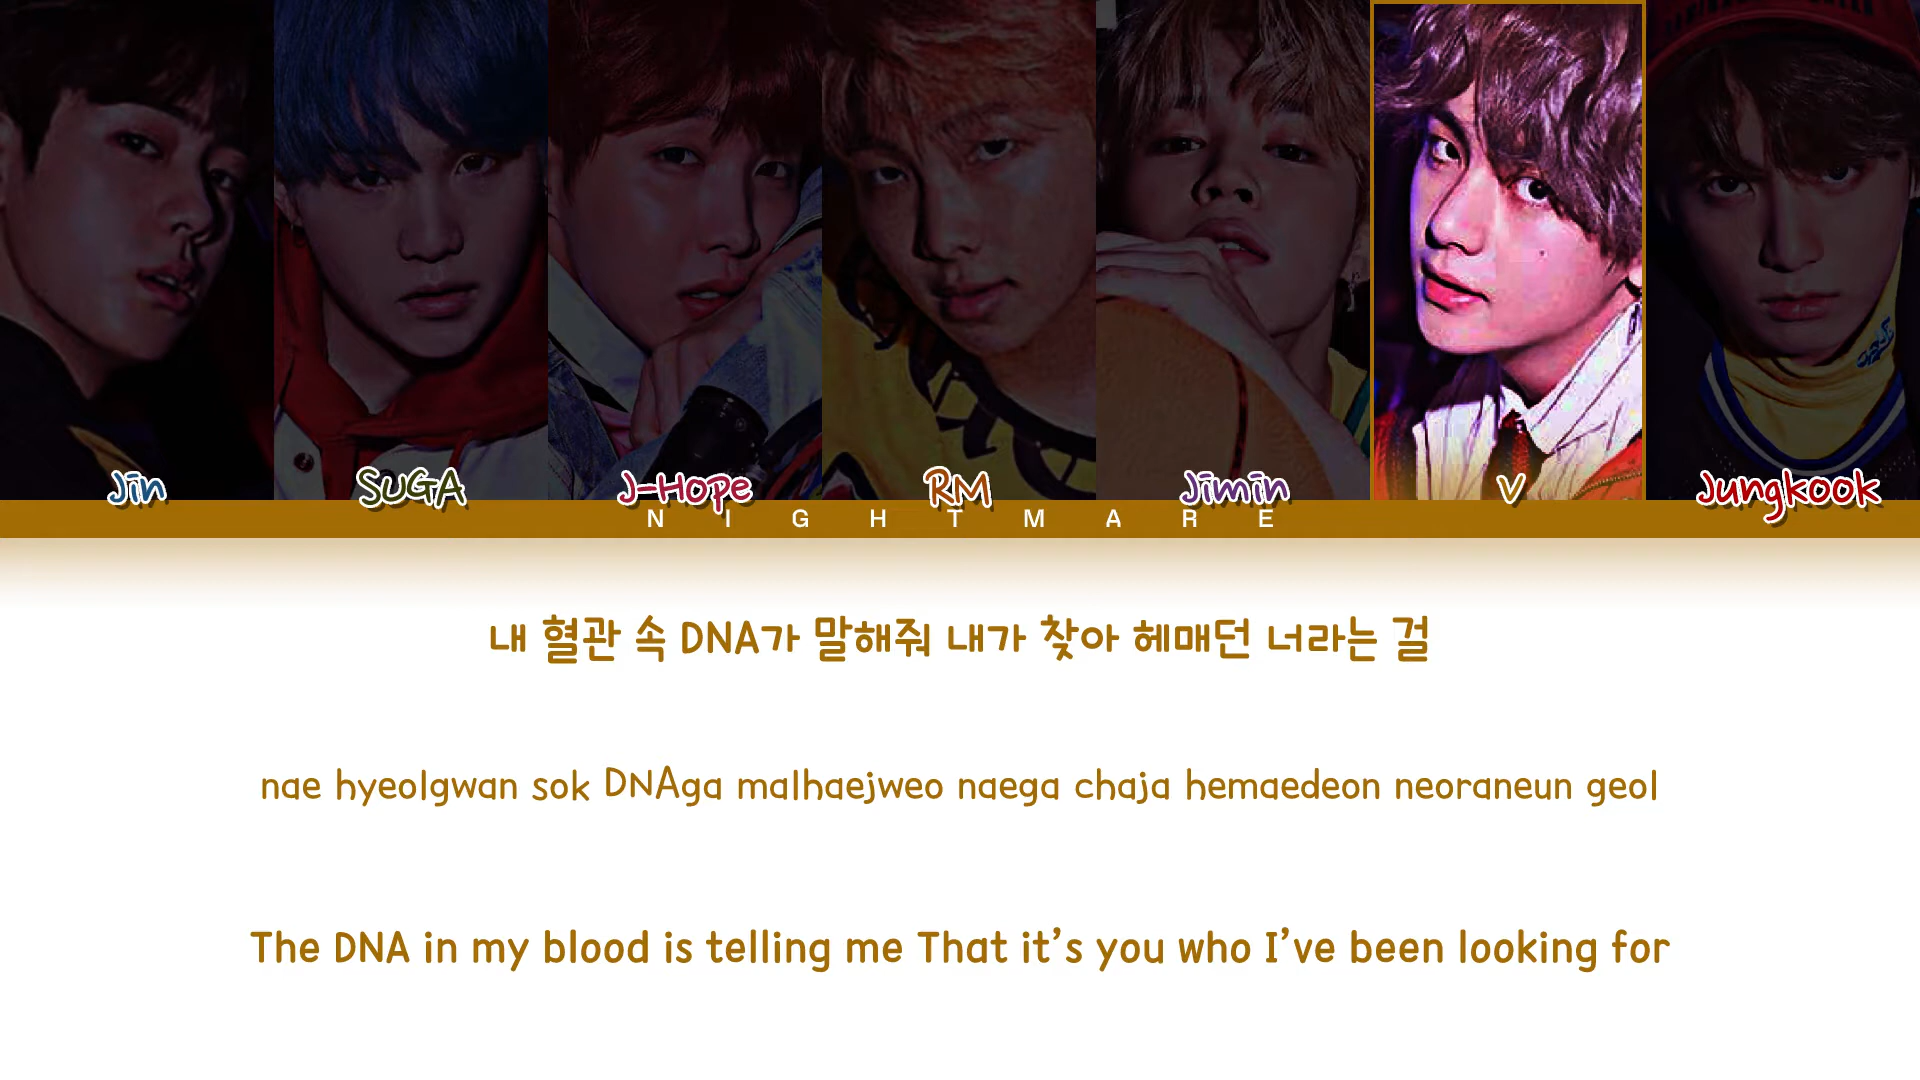 Jin SUGA J-Hope RM Jimin V Jungkook
NIGHTMARE
내 혈관 속 DNA가 말해줘 내가 찾아 헤매던 너라는 걸
nae hyeolgwan sok DNAga malhaejweo naega chaja hemaedeon neoraneun geol
The DNA in my blood is telling me That it's you who I've been looking for